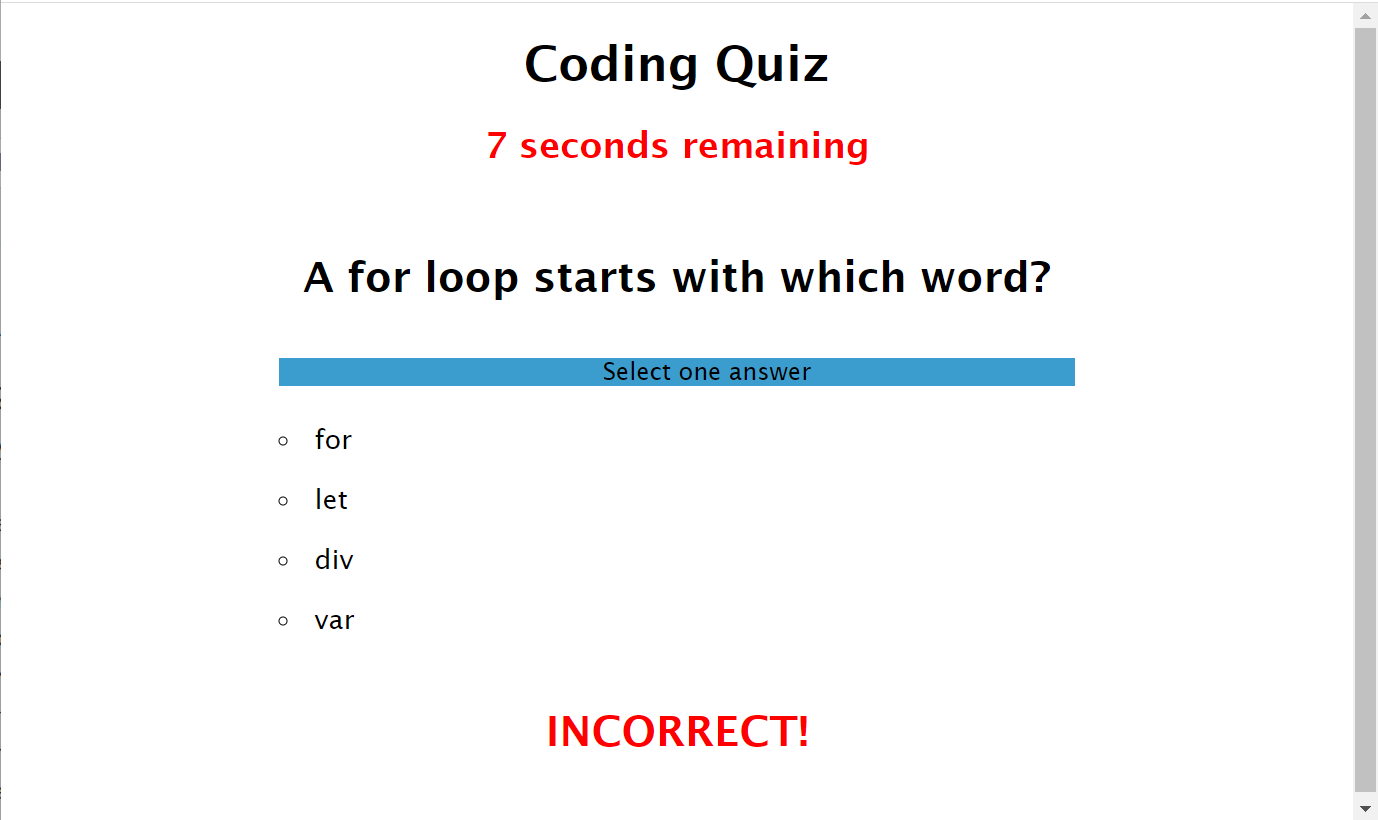 Coding Quiz
7 seconds remaining
A for loop starts with which word?
Select one answer
for
let
div
var
INCORRECT!